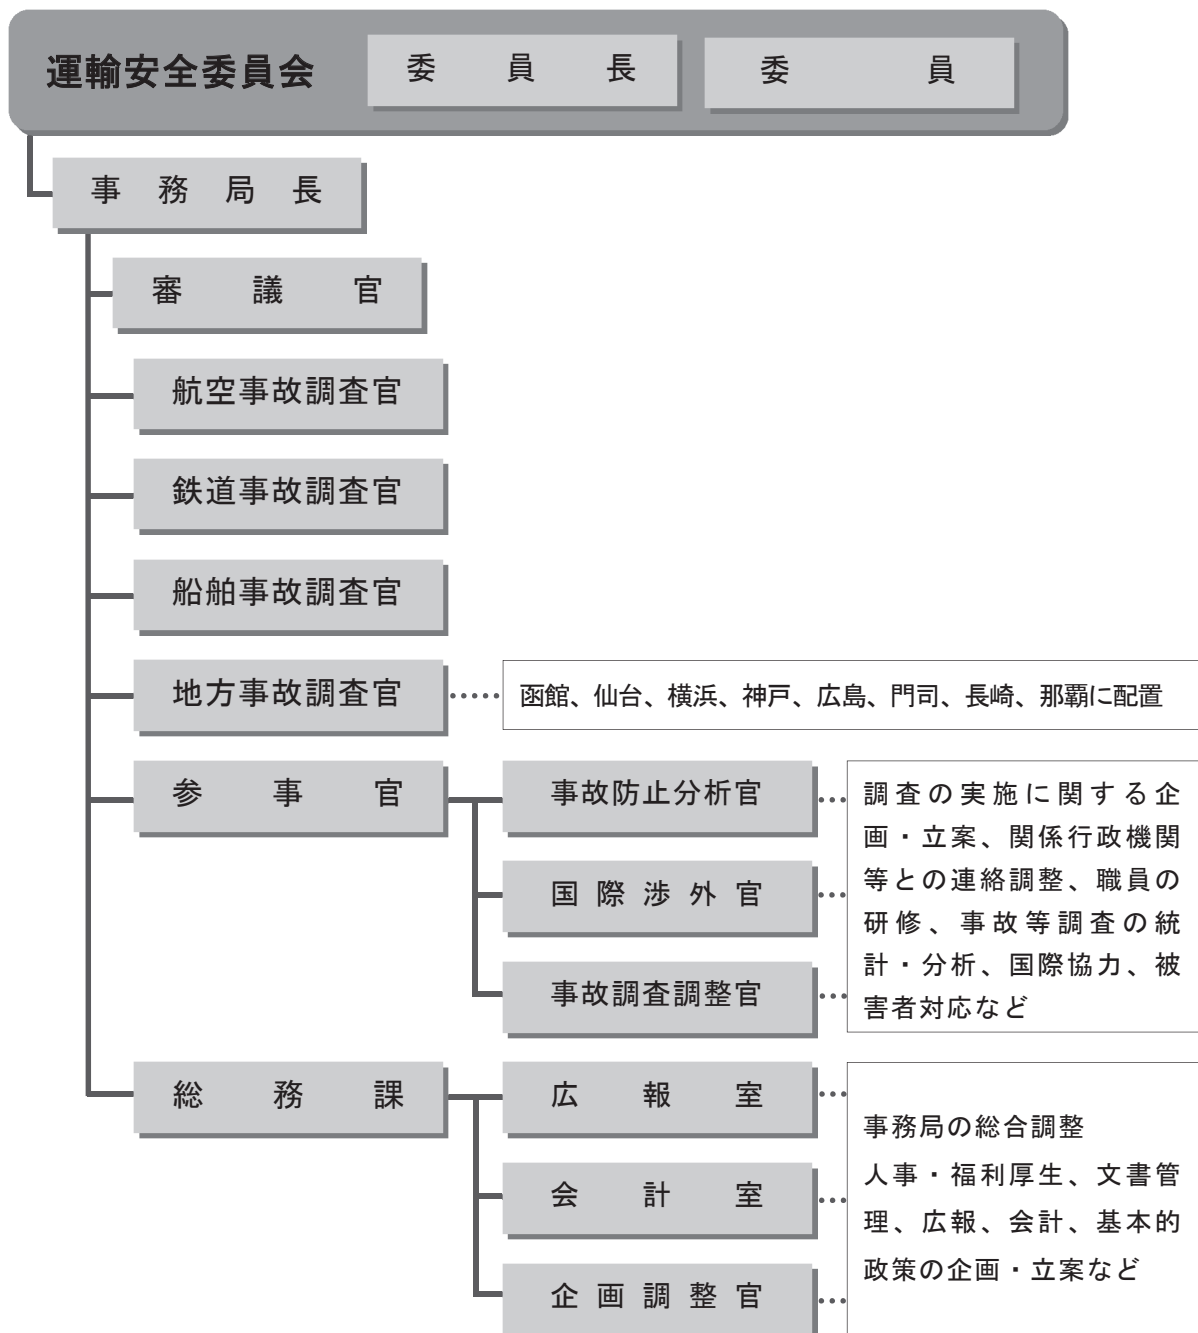 運輸安全委員会
委員長
委員
事務局長
審議官
航空事故調査官
鉄道事故調査官
船舶事故調査官
地方事故調査官
函館、仙台、横浜、神戸、広島、門司、長崎、那覇に配置
参事官
事故防止分析官
国際渉外官
事故調査調整官
調査の実施に関する企
画・立案、関係行政機関
等との連絡調整、職員の
研修、事故等調査の統
計・分析、国際協力、被
害者対応など
総務課
広報室
会計室
企画調整官
事務局の総合調整
人事・福利厚生、文書管
理、広報、会計、基本的
政策の企画・立案など